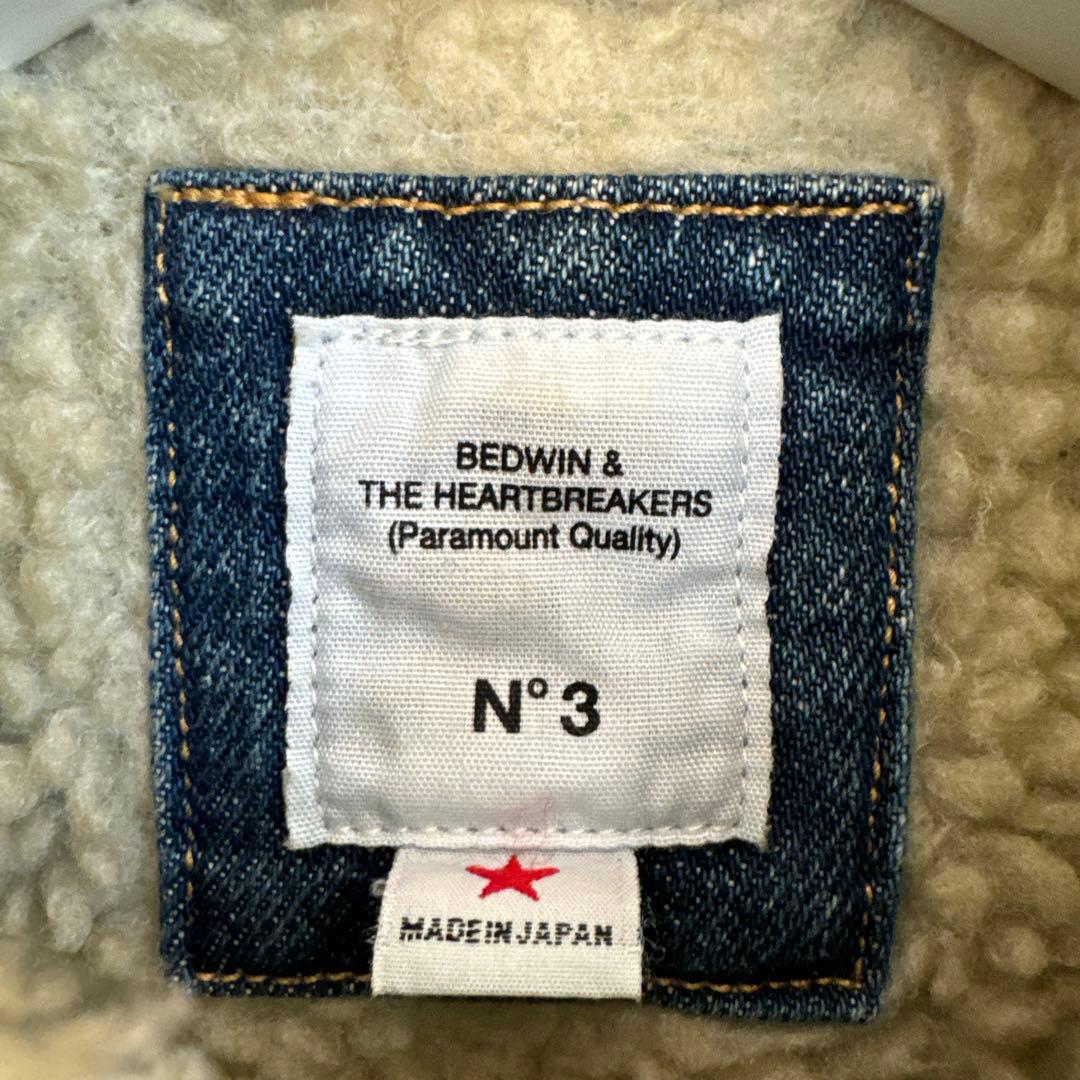 BEDWIN &
THE HEARTBREAKERS
(Paramount Quality)
N° 3
MADE IN JAPAN